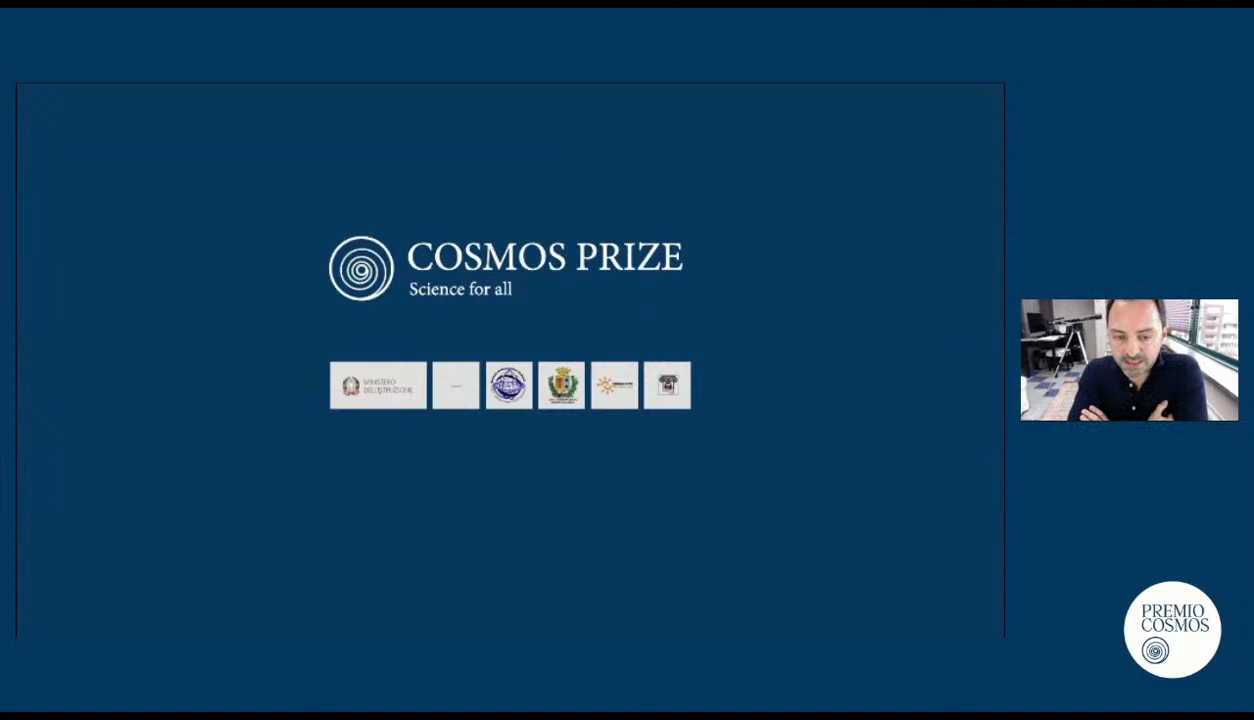 COSMOS PRIZE
Science for all
MINISTERO
DELL'ISTRUZIONE
PREMIO
COSMOS